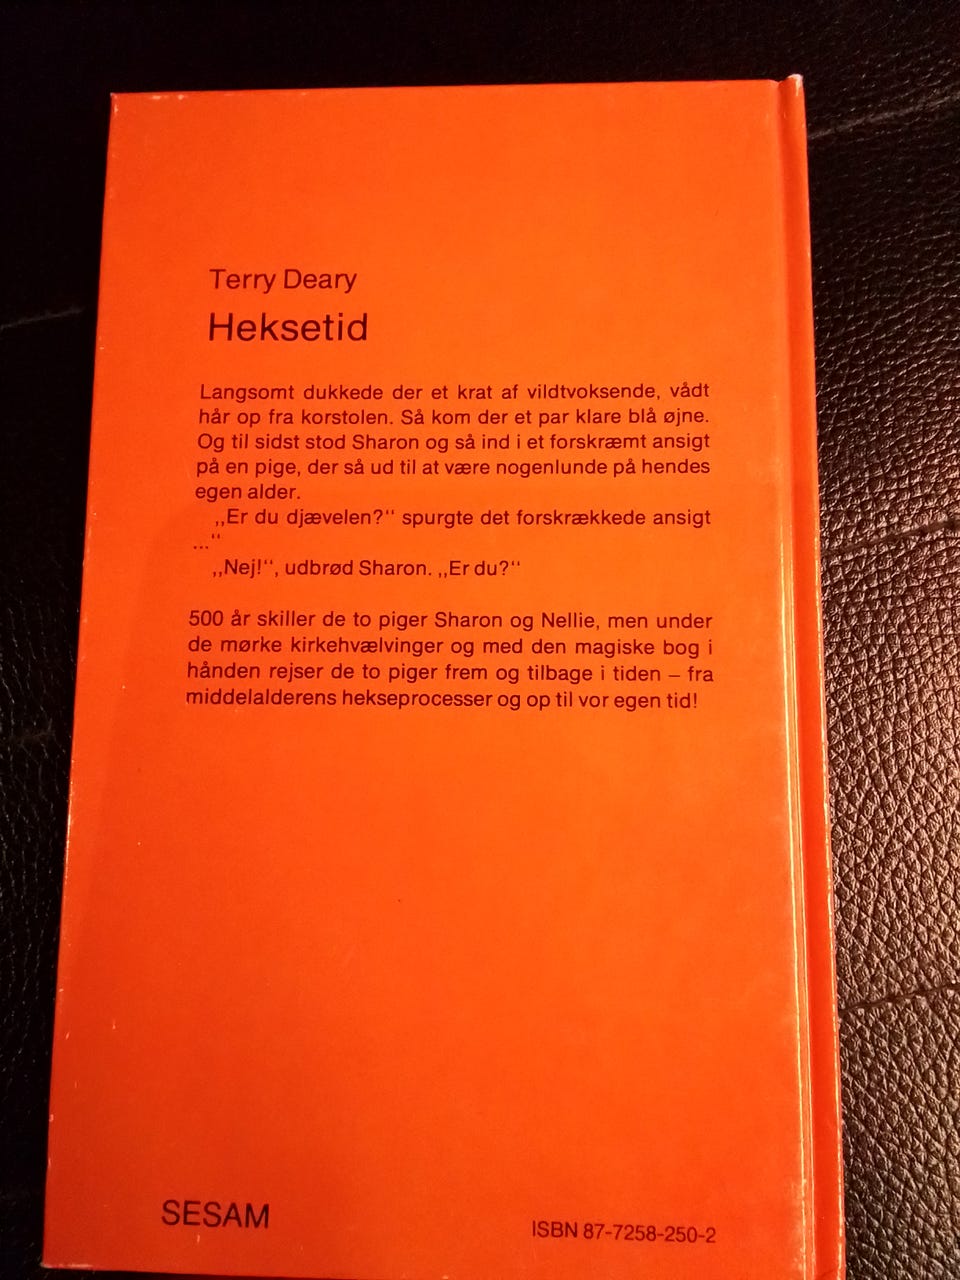 Terry Deary
Heksetid
Langsomt dukkede der et krat af vildtvoksende, vådt
hår op fra korstolen. Så kom der et par klare blå øjne.
Og til sidst stod Sharon og så ind i et forskræmt ansigt
på en pige, der så ud til at være nogenlunde på hendes
egen alder.
„Er du djævelen?“ spurgte det forskrækkede ansigt
...“
„Nej!“, udbrød Sharon. „Er du?“
500 år skiller de to piger Sharon og Nellie, men under
de mørke kirkehvælvinger og med den magiske bog i
hånden rejser de to piger frem og tilbage i tiden – fra
middelalderens hekseprocesser og op til vor egen tid!
SESAM
ISBN 87-7258-250-2